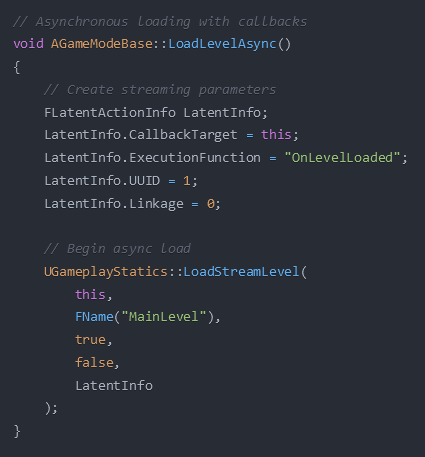 // Asynchronous loading with callbacks
void AGameModeBase::LoadLevelAsync()
{
    // Create streaming parameters
    FLatentActionInfo LatentInfo;
    LatentInfo.CallbackTarget = this;
    LatentInfo.ExecutionFunction = "OnLevelLoaded";
    LatentInfo.UUID = 1;
    LatentInfo.Linkage = 0;

    // Begin async load
    UGameplayStatics::LoadStreamLevel(
        this,
        FName("MainLevel"),
        true,
        false,
        LatentInfo
    );
}